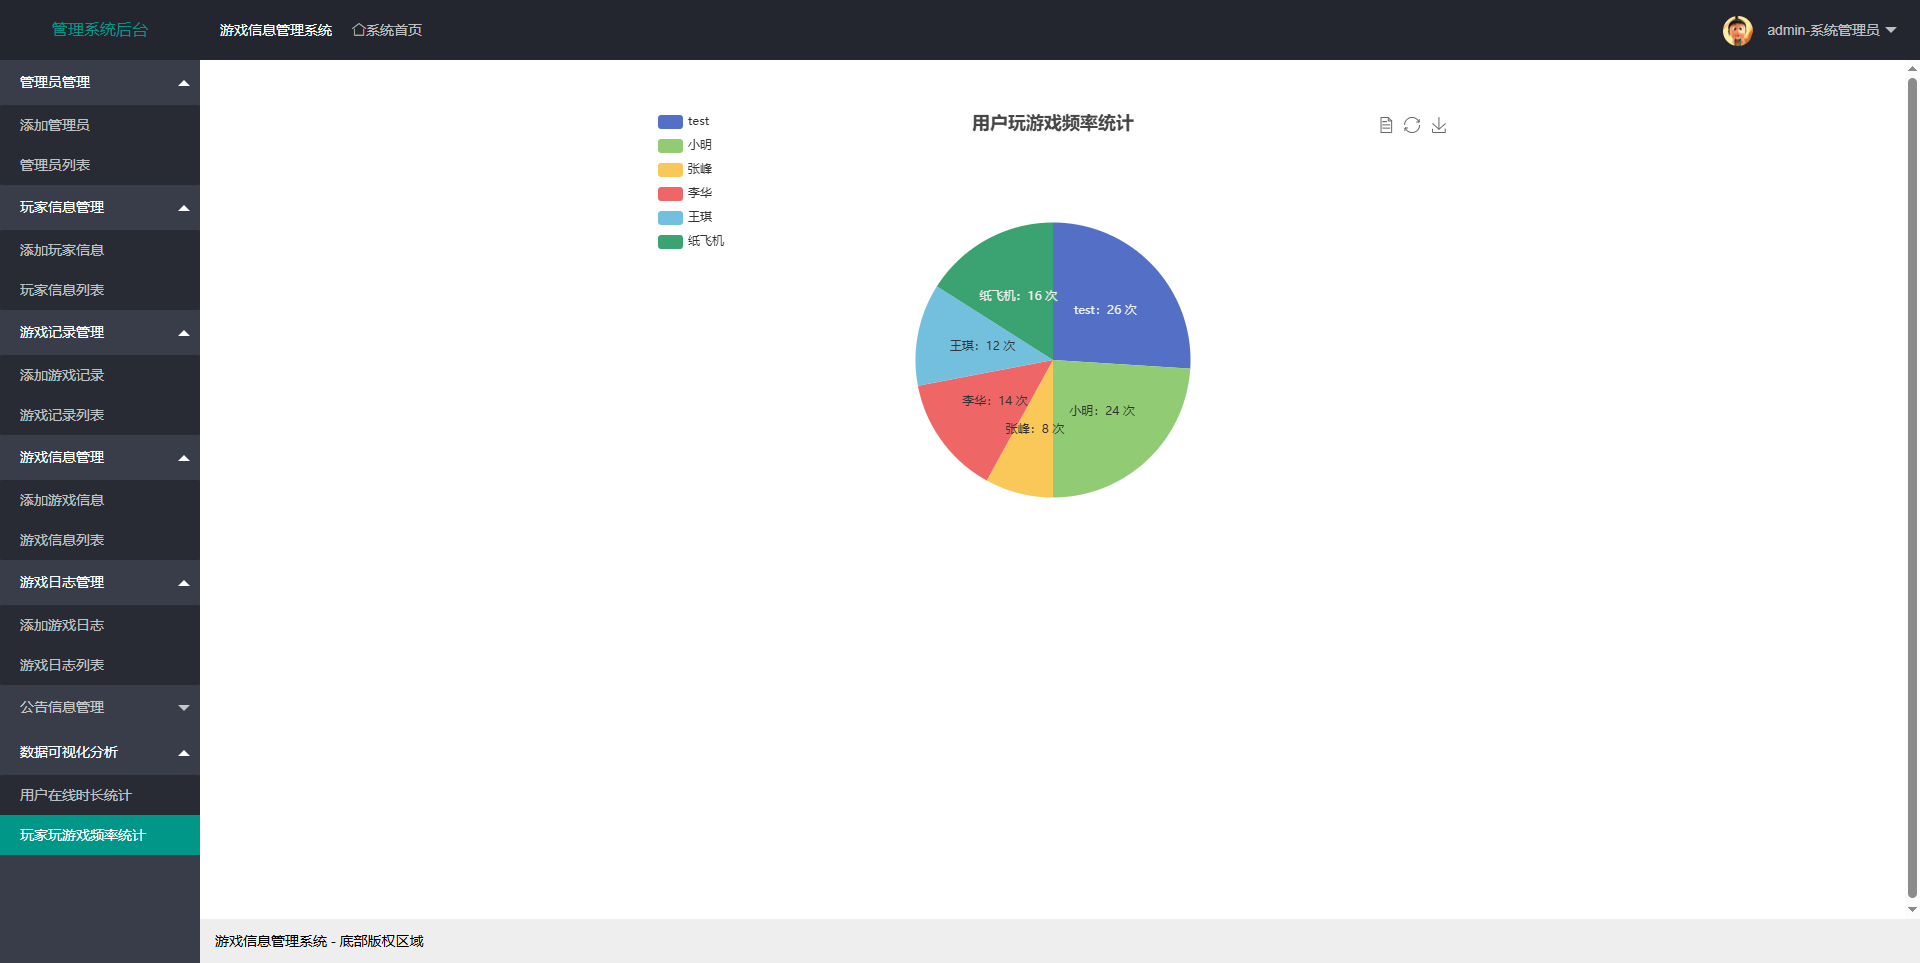 管理系统后台
游戏信息管理系统
系统首页
admin-系统管理员
管理员管理
添加管理员
管理员列表
玩家信息管理
添加玩家信息
玩家信息列表
游戏记录管理
添加游戏记录
游戏记录列表
游戏信息管理
添加游戏信息
游戏信息列表
游戏日志管理
添加游戏日志
游戏日志列表
公告信息管理
数据可视化分析
用户在线时长统计
玩家玩游戏频率统计
用户玩游戏频率统计
test
小明
张峰
李华
王琪
纸飞机
纸飞机：16 次
test：26 次
王琪：12 次
李华：14 次
小明：24 次
张峰：8 次
游戏信息管理系统 - 底部版权区域